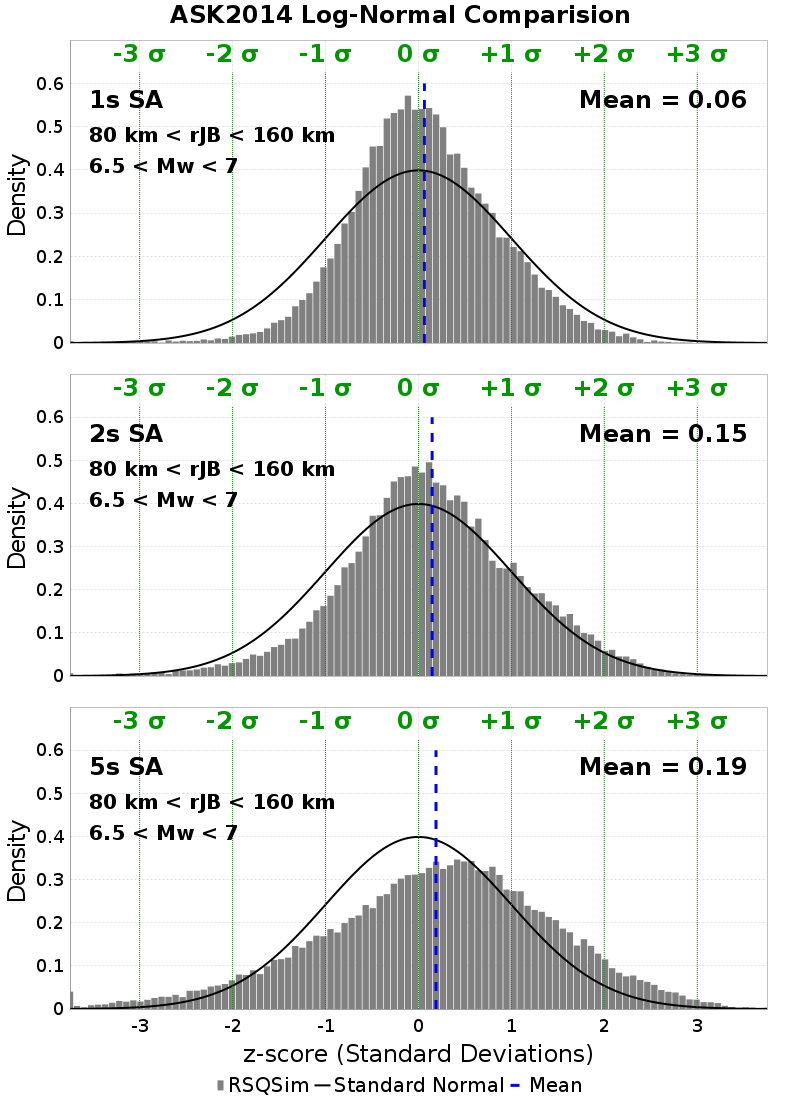 ASK2014 Log-Normal Comparision
-3 σ -2 σ -1 σ 0 σ +1 σ +2 σ +3 σ
0.6
1s SA Mean = 0.06
0.5
80 km < rJB < 160 km
6.5 < Mw < 7
0.4
Density
0.3
0.2
0.1
0
-3 σ -2 σ -1 σ 0 σ +1 σ +2 σ +3 σ
0.6
2s SA Mean = 0.15
0.5
80 km < rJB < 160 km
6.5 < Mw < 7
0.4
Density
0.3
0.2
0.1
0
-3 σ -2 σ -1 σ 0 σ +1 σ +2 σ +3 σ
0.6
5s SA Mean = 0.19
0.5
80 km < rJB < 160 km
6.5 < Mw < 7
0.4
Density
0.3
0.2
0.1
0
-3 -2 -1 0 1 2 3
z-score (Standard Deviations)
RSQSim Standard Normal Mean